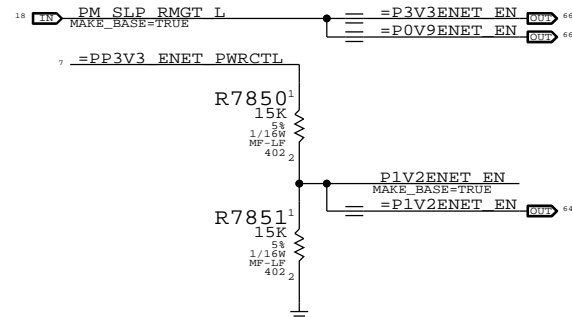 18 IN PM_SLP_RMGT_L =P3V3ENET_EN OUT 66
MAKE_BASE=TRUE
=P0V9ENET_EN OUT 66
7 =PP3V3_ENET_PWRCTL
R7850 1
15K
5%
1/16W
MF-LF
402 2
P1V2ENET_EN
MAKE_BASE=TRUE
=P1V2ENET_EN OUT 64
R7851 1
15K
5%
1/16W
MF-LF
402 2